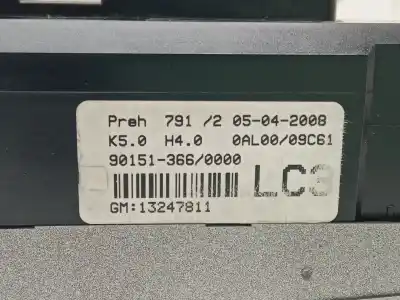 Preh 791 /2 05-04-2008
K5.0 H4.0 0AL00/09C61
90151-366/0000
LC3
GM:13247811